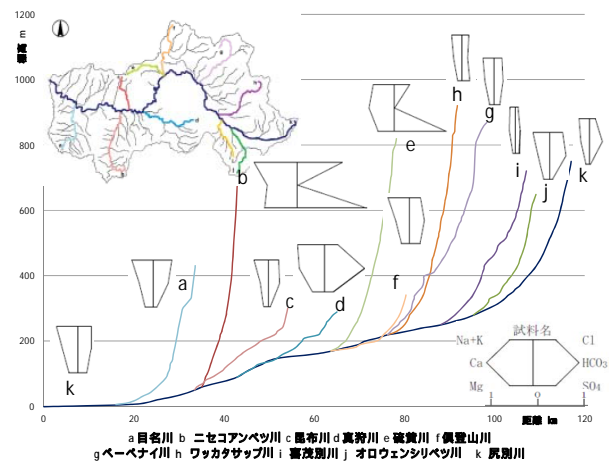 1200
m
標高
1000
800
600
400
200
0
0
20
40
60
80
100
120
距離 km
k
a
b
c
d
e
f
h
g
i
j
k
試料名
Na+K
Cl
Ca
HCO3
Mg
SO4
1
0
1
a 目名川 b ニセコアンベツ川 c 昆布川 d 真狩川 e 硫黄川 f 倶登山川
g ペーペナイ川 h ワッカタサップ川 i 喜茂別川 j オロウェンシリベツ川 k 尻別川